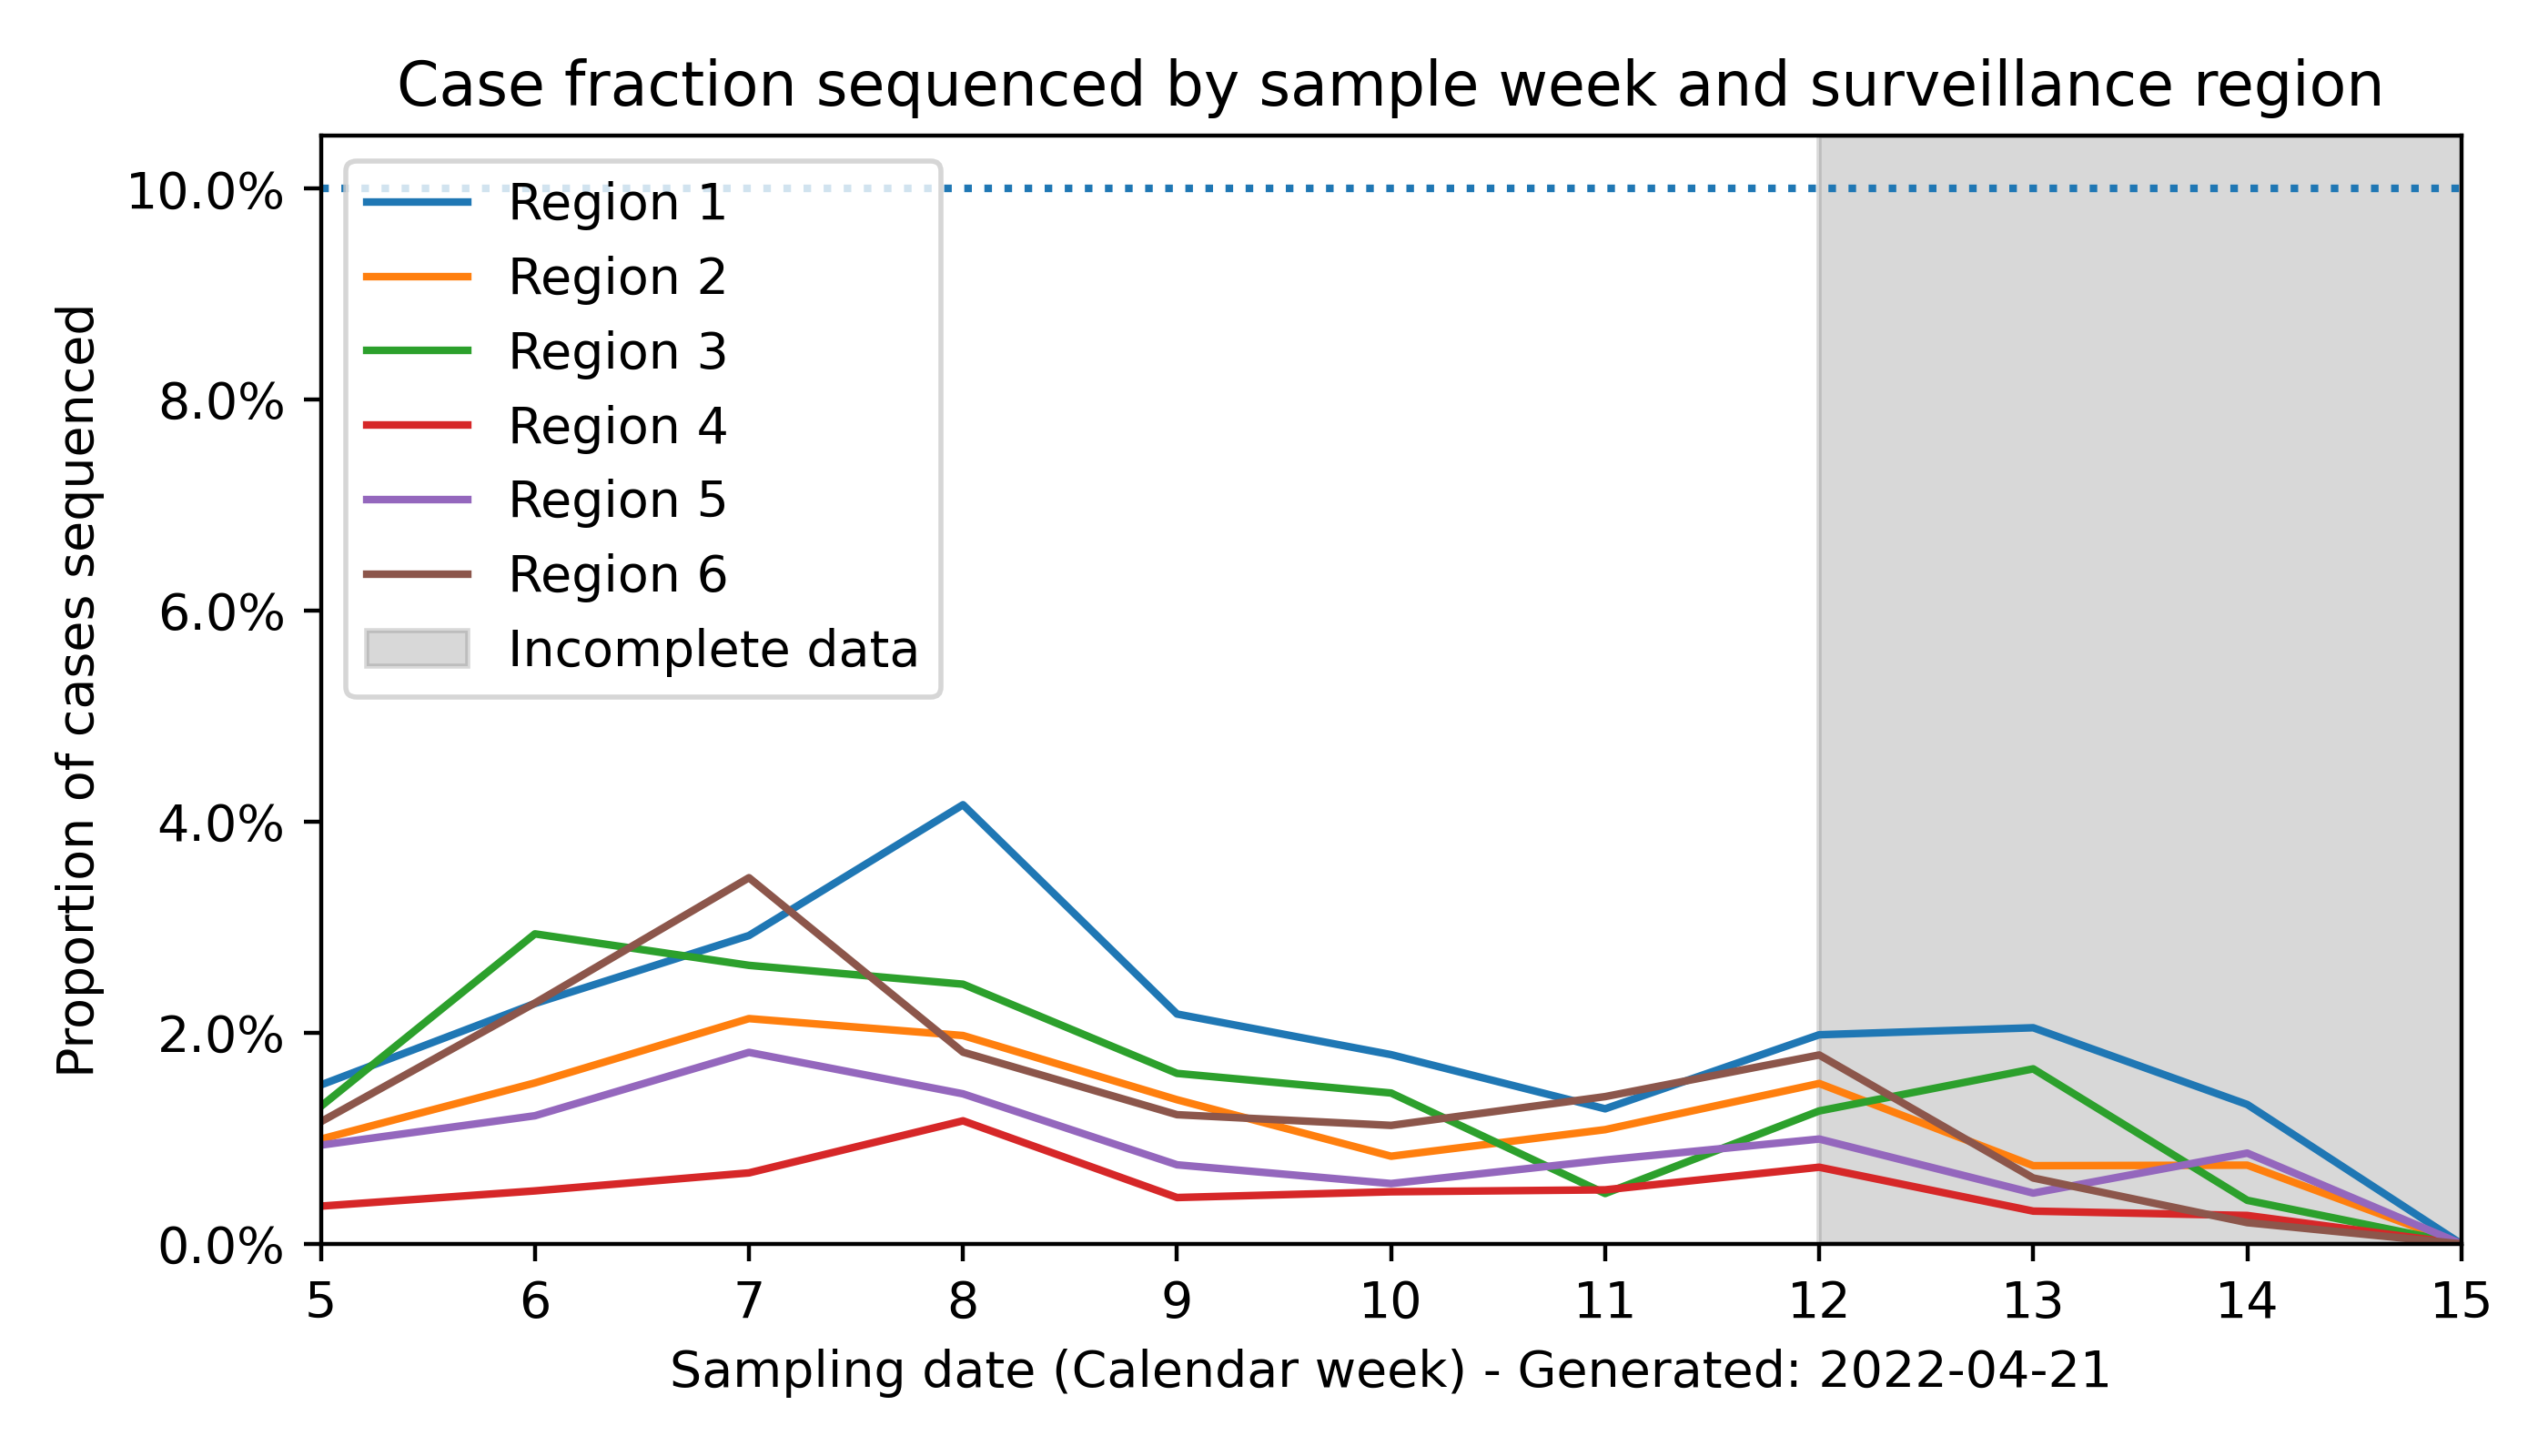 Case fraction sequenced by sample week and surveillance region
Proportion of cases sequenced
10.0%
8.0%
6.0%
4.0%
2.0%
0.0%
Region 1
Region 2
Region 3
Region 4
Region 5
Region 6
Incomplete data
5 6 7 8 9 10 11 12 13 14 15
Sampling date (Calendar week) - Generated: 2022-04-21